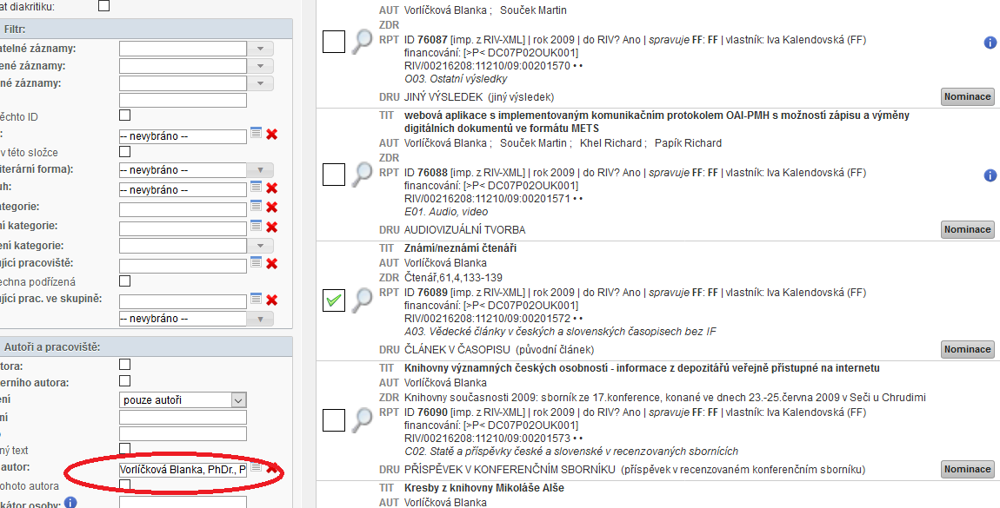 at diakritiku:
Filtr:
atelné záznamy:
ené záznamy:
né záznamy:
ěchto ID
:
-- nevybráno --
v této složce
iterární forma):
-- nevybráno --
uh:
-- nevybráno --
ategorie:
ní kategorie:
ení kategorie:
ující pracoviště:
echna podřízená
ující prac. ve skupině:
-- nevybráno --
Autoři a pracoviště:
tora:
erního autora:
ení
pouze autoři
ní
o
ný text
autor:
Vorlíčková Blanka, PhDr., P
ohoto autora
kátor osoby:
AUT Vorlíčková Blanka ; Souček Martin
ZDR
RPT ID 76087 [imp. z RIV-XML] | rok 2009 | do RIV? Ano | spravuje FF: FF | vlastník: Iva Kalendovská (FF)
financování: [>P< DC07P02OUK001]
RIV/00216208:11210/09:00201570 • •
O03. Ostatní výsledky
DRU JINÝ VÝSLEDEK (jiný výsledek)
Nominace
TIT webová aplikace s implementovaným komunikačním protokolem OAI-PMH s možností zápisu a výměny
digitálních dokumentů ve formátu METS
AUT Vorlíčková Blanka ; Souček Martin ; Khel Richard ; Papík Richard
ZDR
RPT ID 76088 [imp. z RIV-XML] | rok 2009 | do RIV? Ano | spravuje FF: FF | vlastník: Iva Kalendovská (FF)
financování: [>P< DC07P02OUK001]
RIV/00216208:11210/09:00201571 • •
E01. Audio, video
DRU AUDIOVIZUÁLNÍ TVORBA
Nominace
TIT Známí/neznámí čtenáři
AUT Vorlíčková Blanka
ZDR Čtenář,61,4,133-139
RPT ID 76089 [imp. z RIV-XML] | rok 2009 | do RIV? Ano | spravuje FF: FF | vlastník: Iva Kalendovská (FF)
financování: [>P< DC07P02OUK001]
RIV/00216208:11210/09:00201572 • •
A03. Vědecké články v českých a slovenských časopisech bez IF
DRU ČLÁNEK V ČASOPISU (původní článek)
Nominace
TIT Knihovny významných českých osobností - informace z depozitářů veřejně přístupné na internetu
AUT Vorlíčková Blanka
ZDR Knihovny současnosti 2009: sborník ze 17.konference, konané ve dnech 23.-25.června 2009 v Seči u Chrudimi
RPT ID 76090 [imp. z RIV-XML] | rok 2009 | do RIV? Ano | spravuje FF: FF | vlastník: Iva Kalendovská (FF)
financování: [>P< DC07P02OUK001]
RIV/00216208:11210/09:00201573 • •
C02. Statě a příspěvky české a slovenské v recenzovaných sbornících
DRU PŘÍSPĚVEK V KONFERENČNÍM SBORNÍKU (příspěvek v recenzovaném konferenčním sborníku)
Nominace
TIT Kresby z knihovny Mikoláše Alše
AUT Vorlíčková Blanka